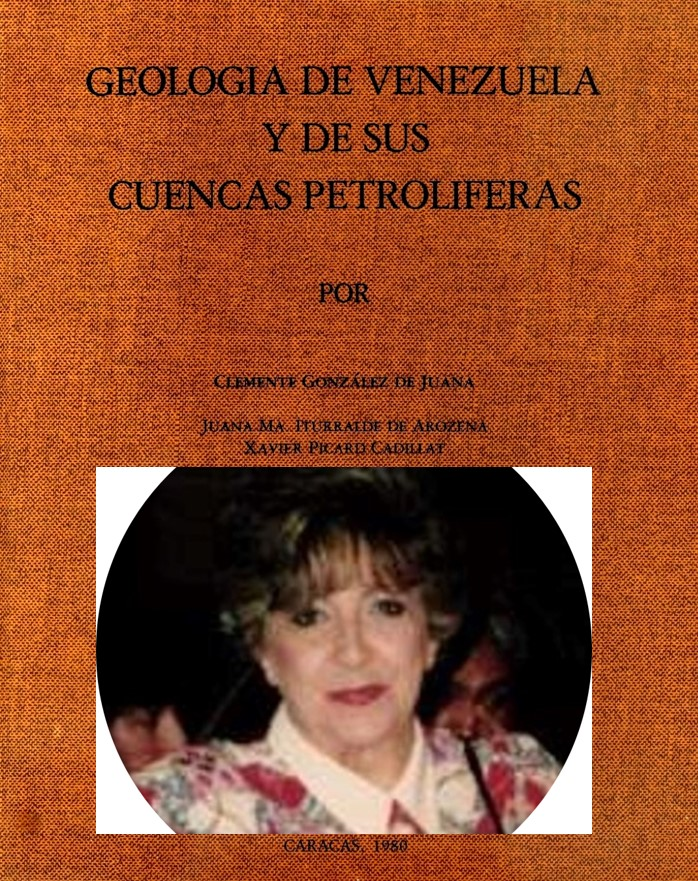 GEOLOGIA DE VENEZUELA
Y DE SUS
CUENCAS PETROLIFERAS
POR
CLEMENTE GONZÁLEZ DE JUANA
JUANA MA. ITURRALDE DE AROZENA
XAVIER PICARD CADILLAT
CARACAS, 1980